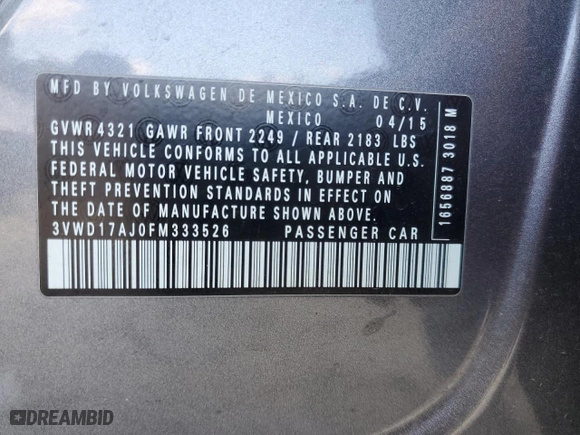 MFD BY VOLKSWAGEN DE MEXICO S.A. DE C.V.
MEXICO 04/15
GVWR 4321 GAWR FRONT 2249 / REAR 2183 LBS
THIS VEHICLE CONFORMS TO ALL APPLICABLE U.S.
FEDERAL MOTOR VEHICLE SAFETY, BUMPER AND
THEFT PREVENTION STANDARDS IN EFFECT ON
THE DATE OF MANUFACTURE SHOWN ABOVE.
3VWD17AJ0FM333526 PASSENGER CAR
1656887 3018 M
DREAMBID